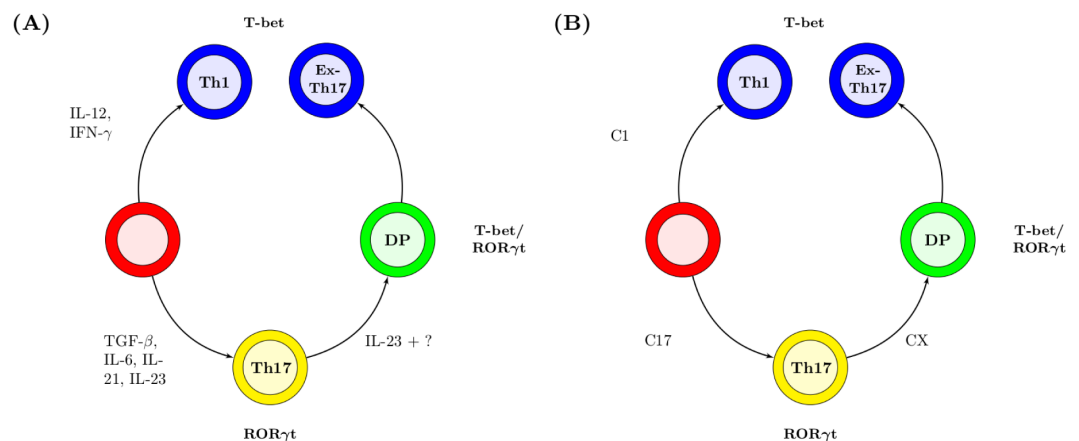 (A)
T-bet
Th1
Ex-
Th17
IL-12,
IFN-γ
DP
T-bet/
RORγt
TGF-β,
IL-6, IL-
21, IL-23
IL-23 + ?
Th17
RORγt
(B)
T-bet
Th1
Ex-
Th17
C1
DP
T-bet/
RORγt
C17
CX
Th17
RORγt